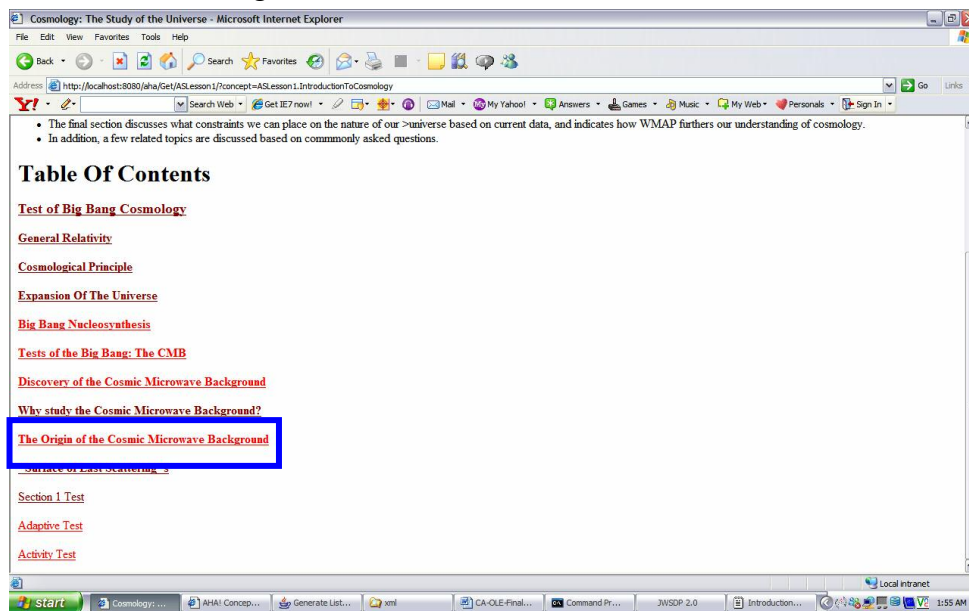 Cosmology: The Study of the Universe - Microsoft Internet Explorer
File Edit View Favorites Tools Help
Back Search Favorites
Address http://localhost:8080/aha/Get/ASLesson1/?concept=ASLesson1.IntroductionToCosmology Go Links
Y! Search Web Get IE7 now! Mail My Yahoo! Answers Games Music My Web Personals Sign In
• The final section discusses what constraints we can place on the nature of our >universe based on current data, and indicates how WMAP furthers our understanding of cosmology.
• In addition, a few related topics are discussed based on commmonly asked questions.
Table Of Contents
Test of Big Bang Cosmology
General Relativity
Cosmological Principle
Expansion Of The Universe
Big Bang Nucleosynthesis
Tests of the Big Bang: The CMB
Discovery of the Cosmic Microwave Background
Why study the Cosmic Microwave Background?
The Origin of the Cosmic Microwave Background
Surface of Last Scattering s
Section 1 Test
Adaptive Test
Activity Test
Local intranet
start Cosmology: ... AHA! Concep... Generate List... xml CA-OLE-Final... Command Pr... JWSDP 2.0 Introduction... 1:55 AM